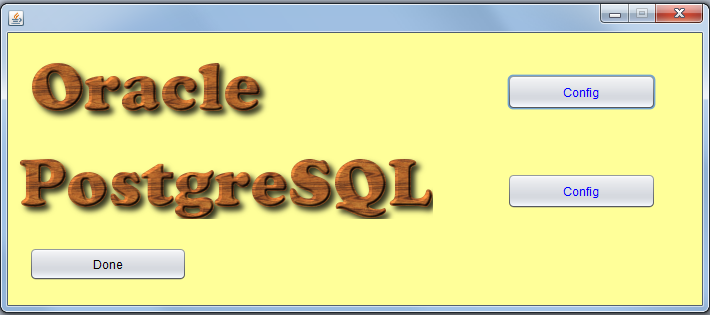 Oracle
Config
PostgreSQL
Config
Done